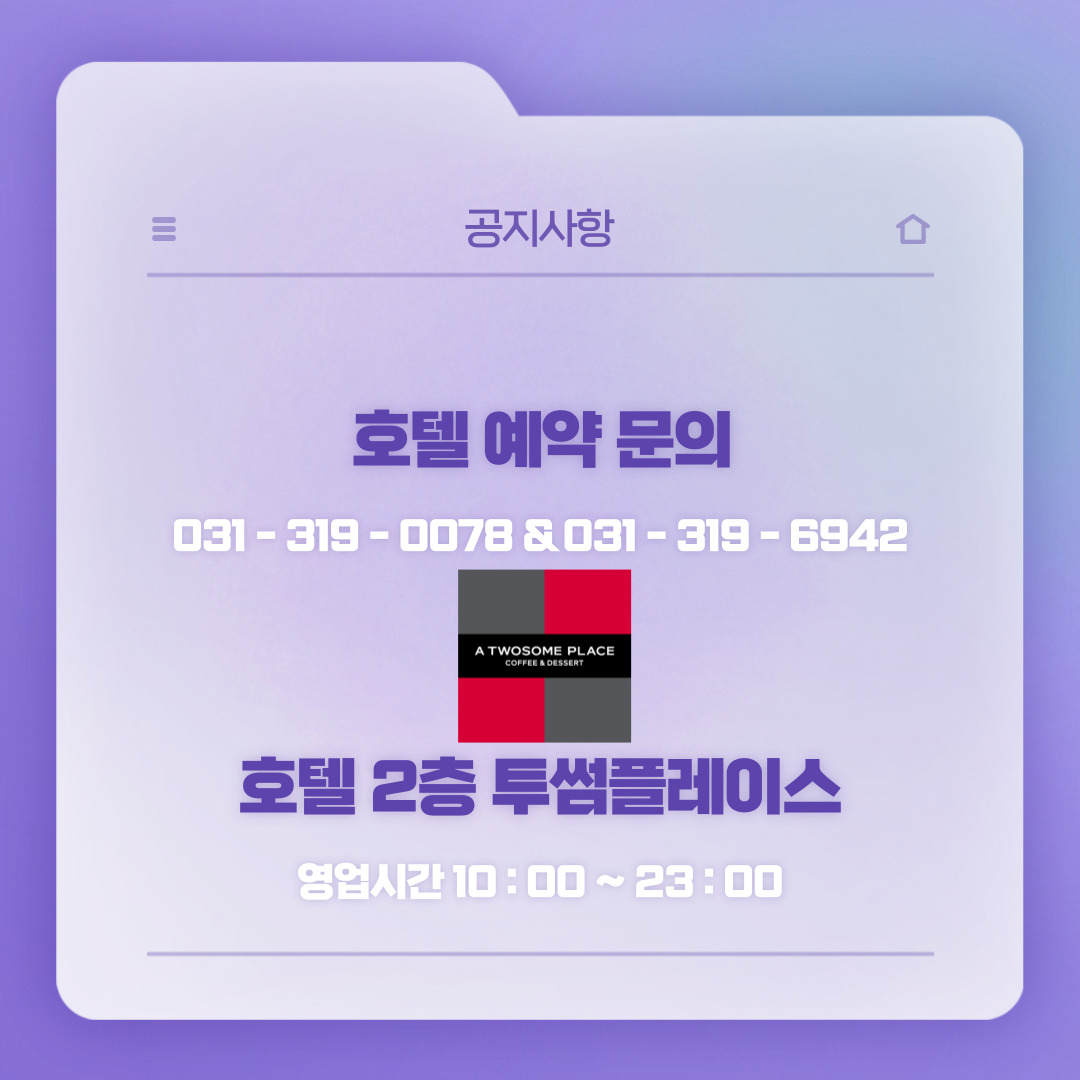 공지사항
호텔 예약 문의
031 - 319 - 0078 & 031 - 319 - 6942
A TWOSOME PLACE
COFFEE & DESSERT
호텔 2층 투썸플레이스
영업시간 10 : 00 ~ 23 : 00